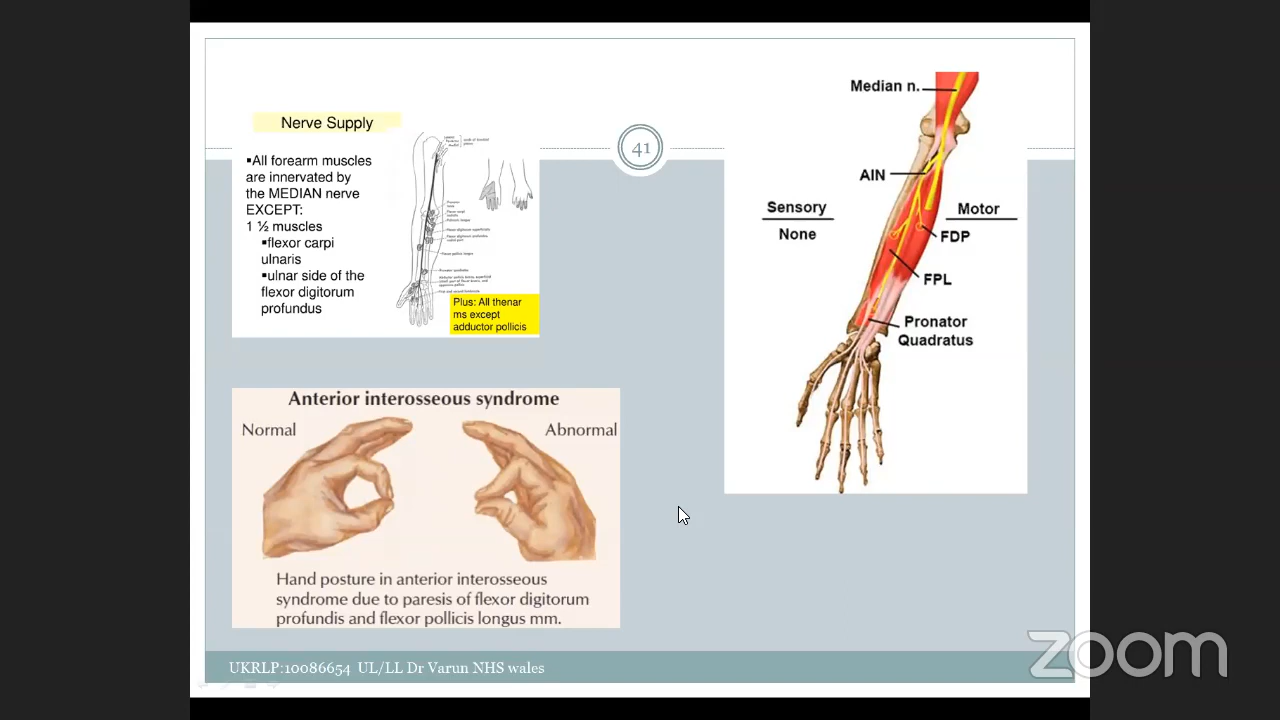 Nerve Supply
▪All forearm muscles
are innervated by
the MEDIAN nerve
EXCEPT:
1 ½ muscles
▪flexor carpi
ulnaris
▪ulnar side of the
flexor digitorum
profundus
Plus: All thenar
ms except
adductor pollicis
41
Median n.
AIN
Sensory
None
Motor
FDP
FPL
Pronator
Quadratus
Anterior interosseous syndrome
Normal
Abnormal
Hand posture in anterior interosseous
syndrome due to paresis of flexor digitorum
profundis and flexor pollicis longus mm.
UKRLP:10086654 UL/LL Dr Varun NHS wales
zoom